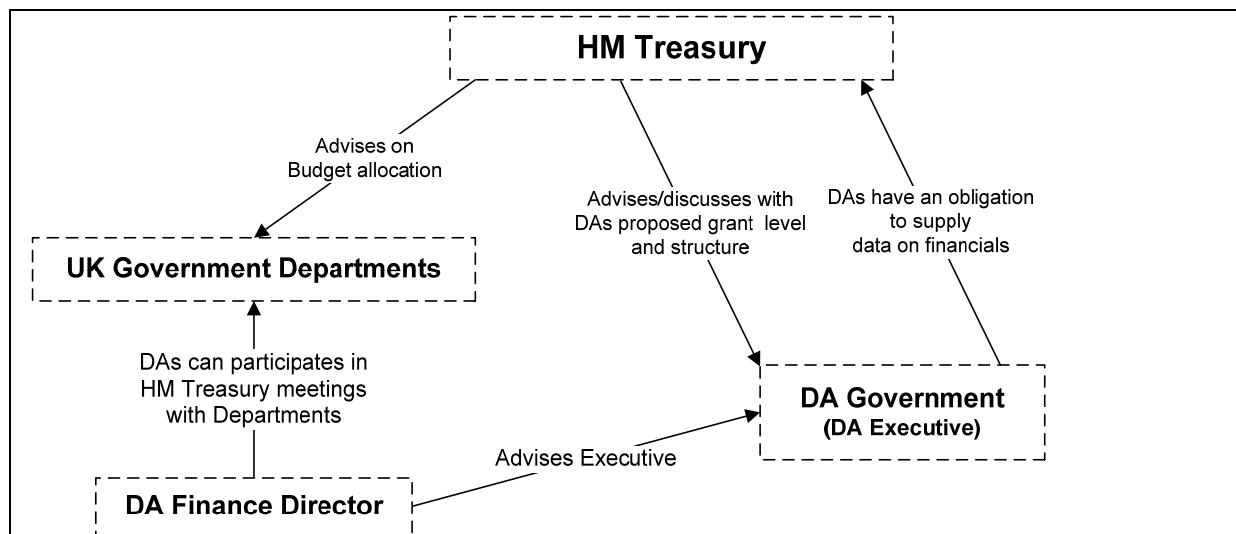 HM Treasury
Advises on
Budget allocation
Advises/discusses with
DAs proposed grant level
and structure
DAs have an obligation
to supply
data on financials
UK Government Departments
DAs can participates in
HM Treasury meetings
with Departments
DA Government
(DA Executive)
Advises Executive
DA Finance Director